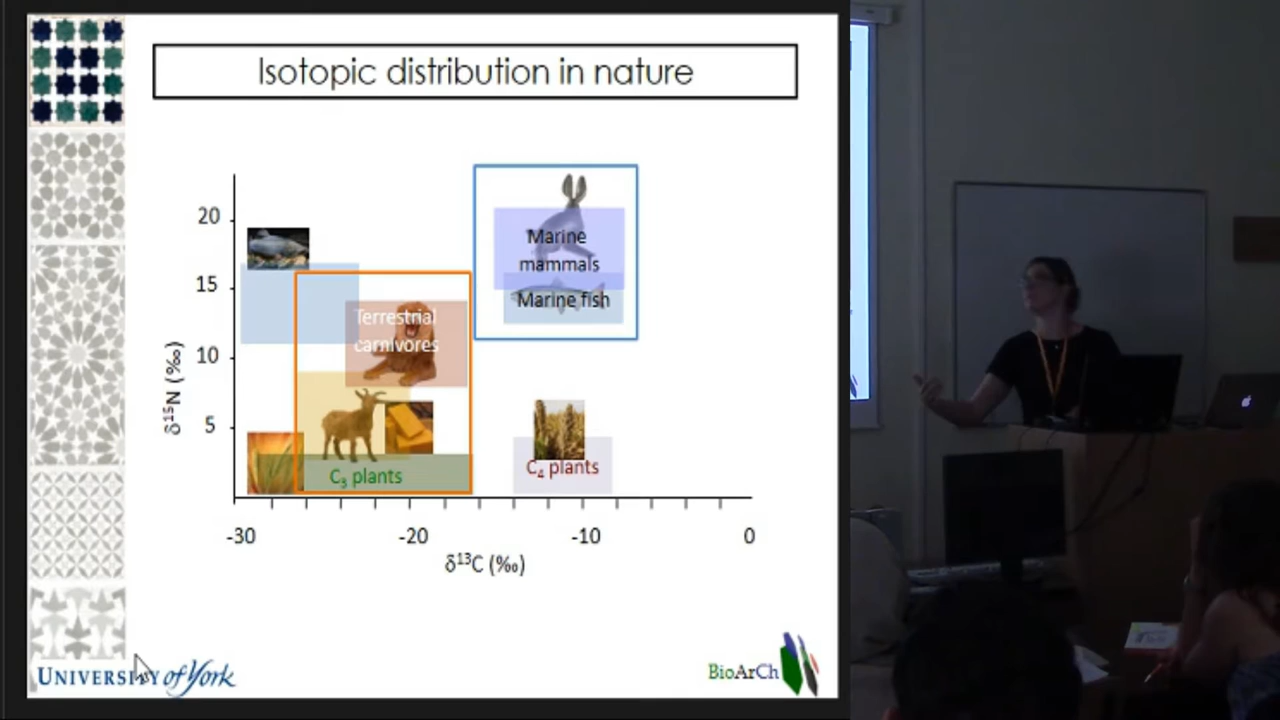 Isotopic distribution in nature
20
15
10
5
δ¹⁵N (‰)
Marine
mammals
Marine fish
Terrestrial
carnivores
C₃ plants
C₄ plants
-30
-20
-10
0
δ¹³C (‰)
UNIVERSITY of York
BioArCh